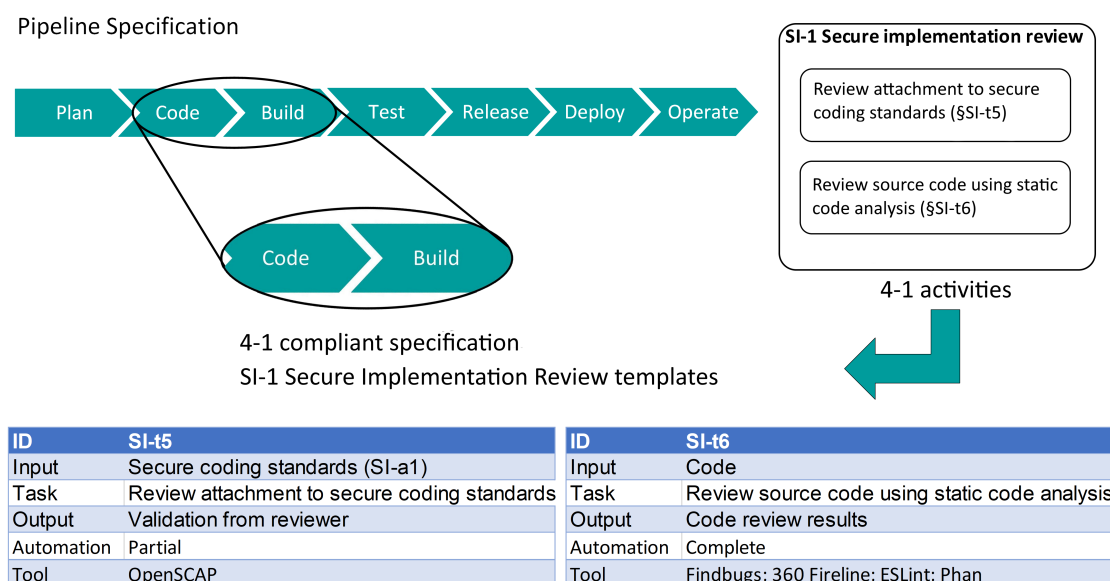 Pipeline Specification
SI-1 Secure implementation review
Review attachment to secure
coding standards (§SI-t5)
Review source code using static
code analysis (§SI-t6)
4-1 activities
Plan
Code
Build
Test
Release
Deploy
Operate
Code
Build
4-1 compliant specification
SI-1 Secure Implementation Review templates
ID SI-t5
Input Secure coding standards (SI-a1)
Task Review attachment to secure coding standards
Output Validation from reviewer
Automation Partial
Tool OpenSCAP
ID SI-t6
Input Code
Task Review source code using static code analysis
Output Code review results
Automation Complete
Tool Findbugs; 360 Fireline; ESLint; Phan